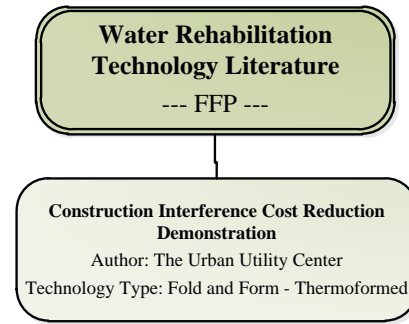 Water Rehabilitation
Technology Literature
--- FFP ---
Construction Interference Cost Reduction
Demonstration
Author: The Urban Utility Center
Technology Type: Fold and Form - Thermoformed